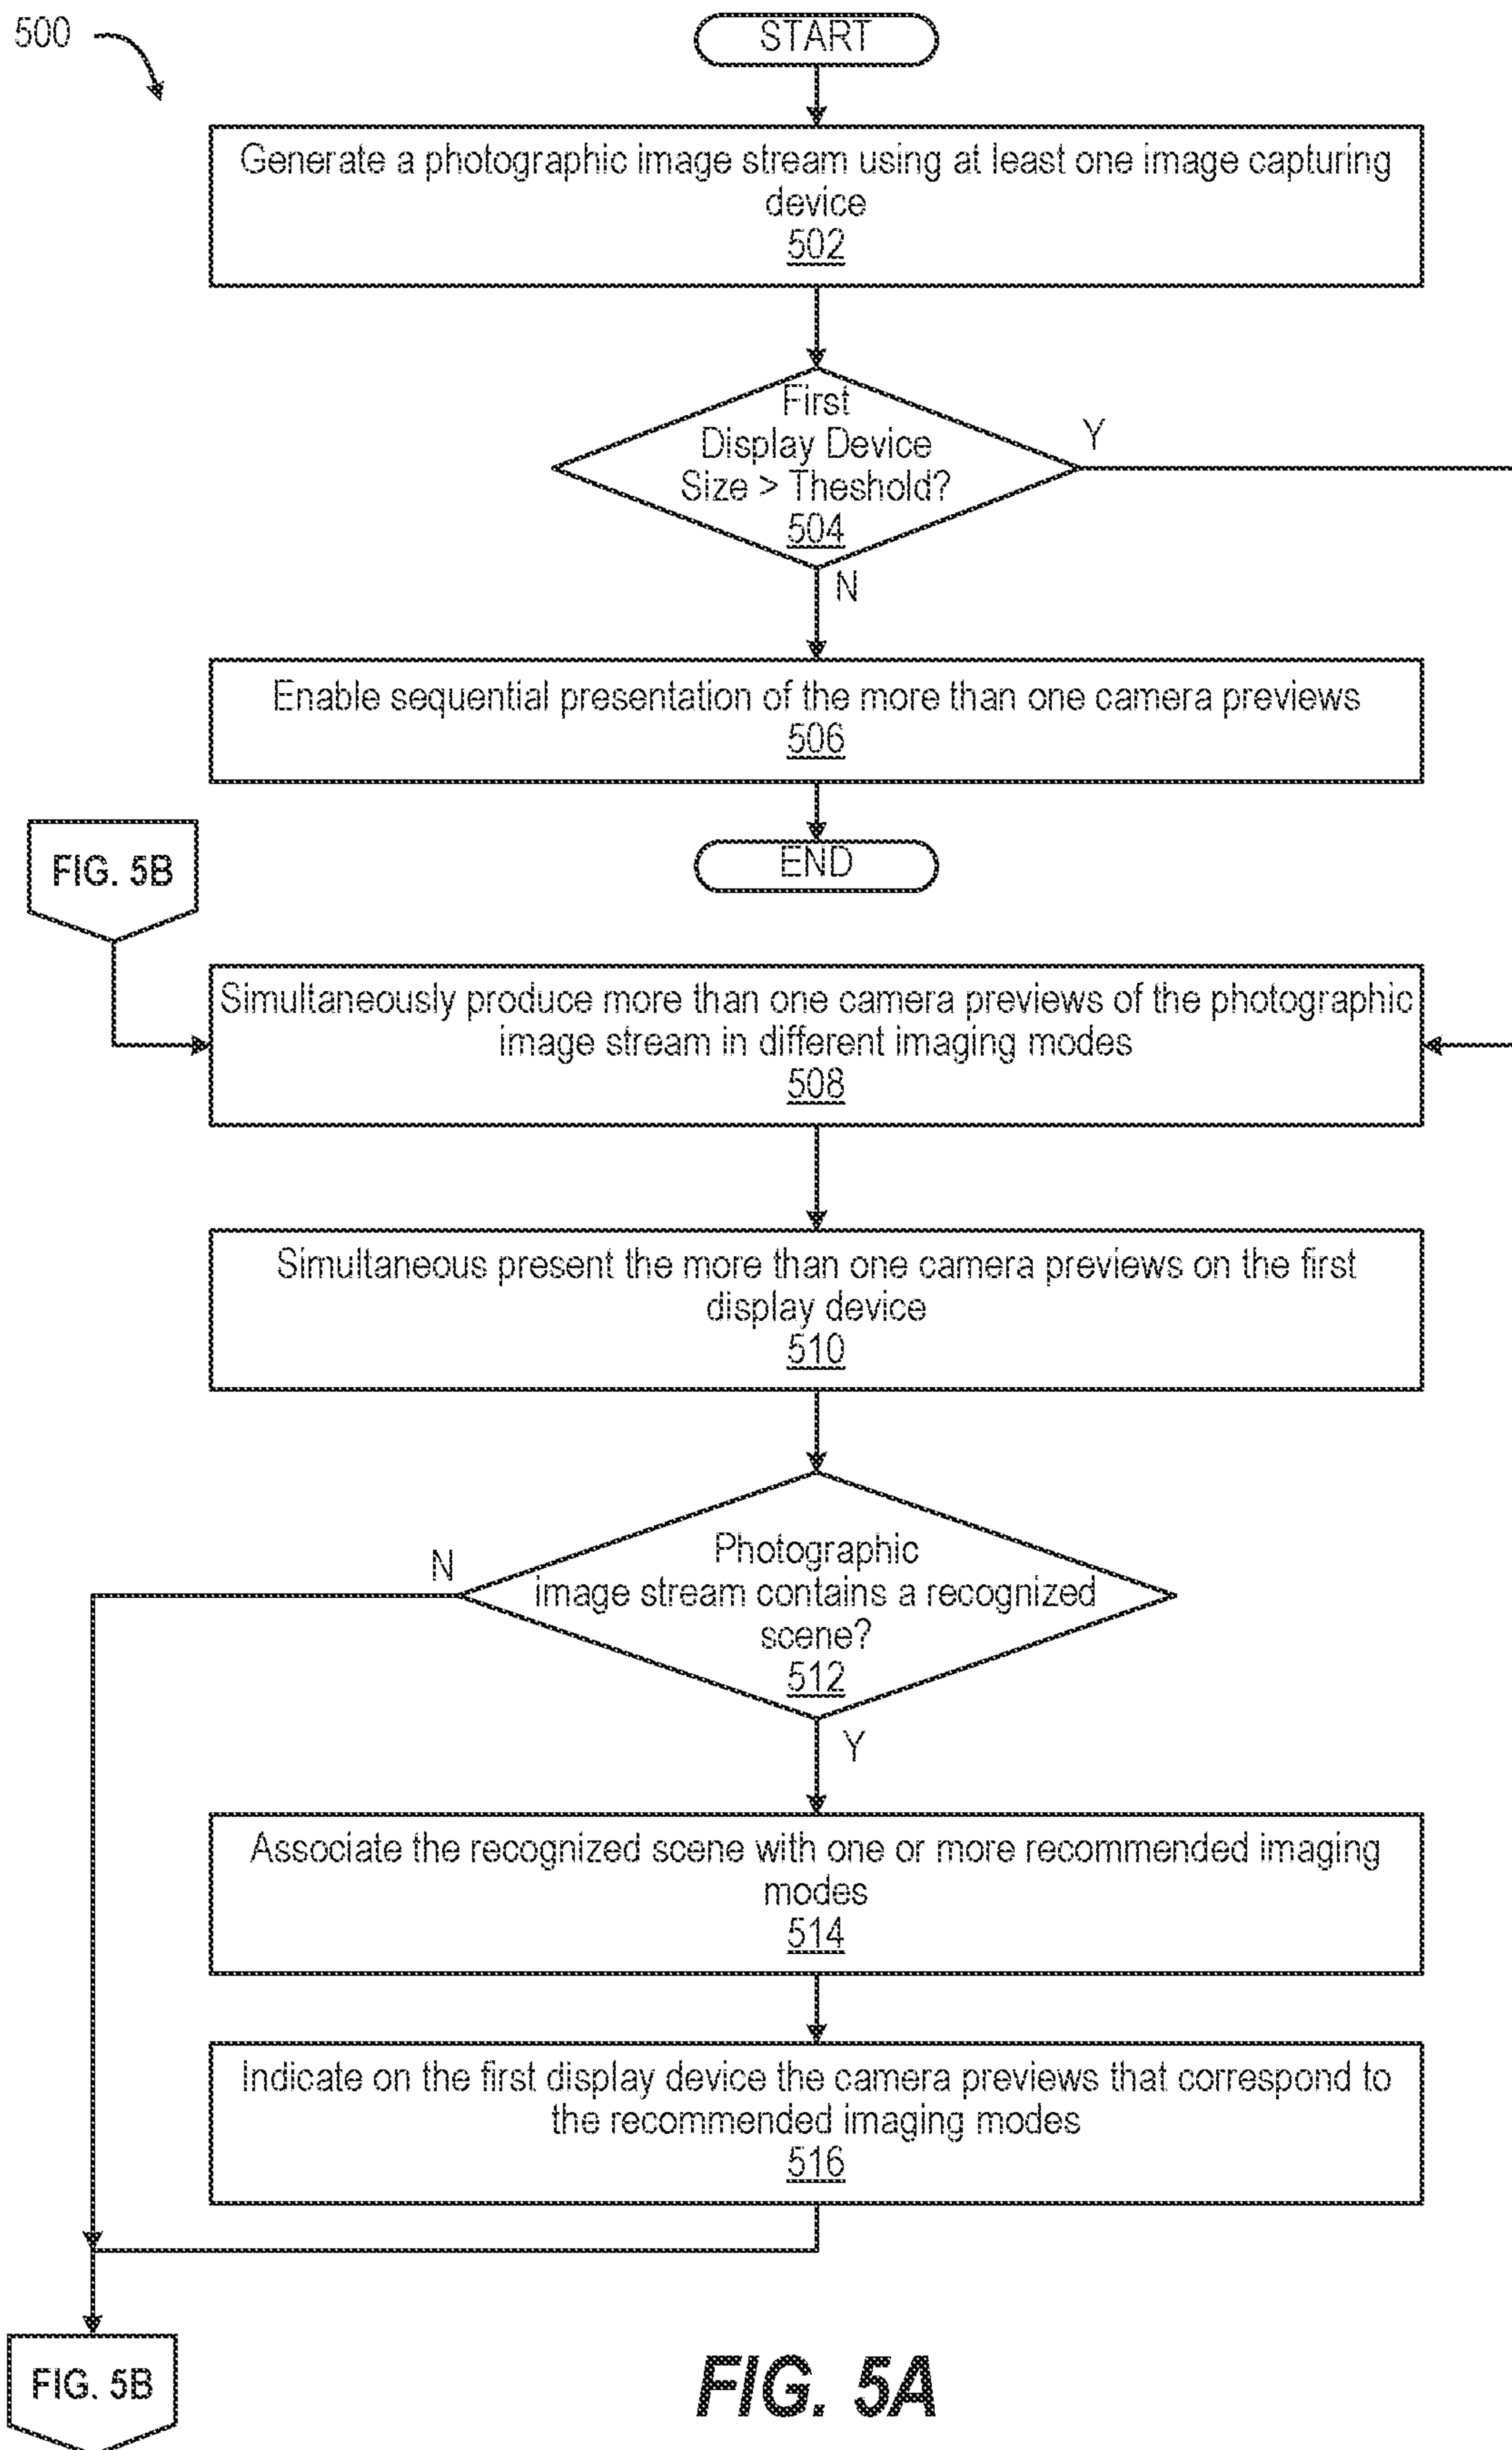 500
START
Generate a photographic image stream using at least one image capturing
device
502
First
Display Device
Size > Theshold?
504
Y
N
Enable sequential presentation of the more than one camera previews
506
END
FIG. 5B
Simultaneously produce more than one camera previews of the photographic
image stream in different imaging modes
508
Simultaneous present the more than one camera previews on the first
display device
510
Photographic
image stream contains a recognized
scene?
512
N
Y
Associate the recognized scene with one or more recommended imaging
modes
514
Indicate on the first display device the camera previews that correspond to
the recommended imaging modes
516
FIG. 5B
FIG. 5A